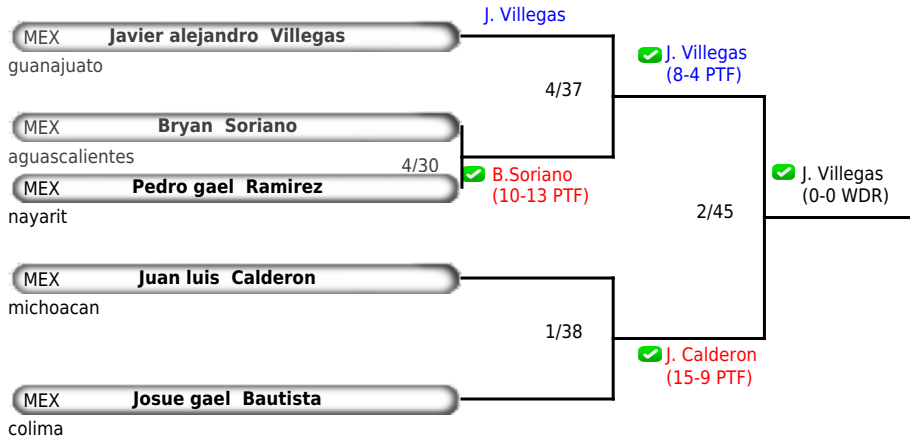 J. Villegas
MEX Javier alejandro Villegas
guanajuato
J. Villegas
(8-4 PTF)
4/37
MEX Bryan Soriano
aguascalientes
4/30
B.Soriano
(10-13 PTF)
MEX Pedro gael Ramirez
nayarit
J. Villegas
(0-0 WDR)
2/45
MEX Juan luis Calderon
michoacan
1/38
J. Calderon
(15-9 PTF)
MEX Josue gael Bautista
colima